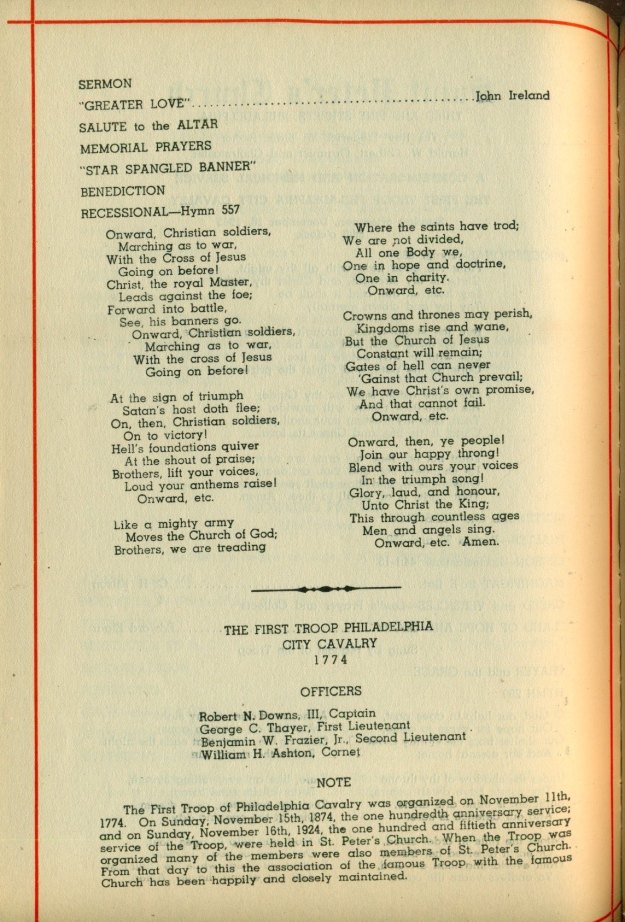 SERMON
"GREATER LOVE"......................................................John Ireland
SALUTE to the ALTAR
MEMORIAL PRAYERS
"STAR SPANGLED BANNER"
BENEDICTION
RECESSIONAL—Hymn 557
Onward, Christian soldiers,
Marching as to war,
With the Cross of Jesus
Going on before!
Christ, the royal Master,
Leads against the foe;
Forward into battle,
See, his banners go.
Onward, Christian soldiers,
Marching as to war,
With the cross of Jesus
Going on before!
At the sign of triumph
Satan's host doth flee;
On, then, Christian soldiers,
On to victory!
Hell's foundations quiver
At the shout of praise;
Brothers, lift your voices,
Loud your anthems raise!
Onward, etc.
Like a mighty army
Moves the Church of God;
Brothers, we are treading
Where the saints have trod;
We are not divided,
All one Body we,
One in hope and doctrine,
One in charity.
Onward, etc.
Crowns and thrones may perish,
Kingdoms rise and wane,
But the Church of Jesus
Constant will remain;
Gates of hell can never
'Gainst that Church prevail;
We have Christ's own promise,
And that cannot fail.
Onward, etc.
Onward, then, ye people!
Join our happy throng!
Blend with ours your voices
In the triumph song!
Glory, laud, and honour,
Unto Christ the King;
This through countless ages
Men and angels sing.
Onward, etc. Amen.
THE FIRST TROOP PHILADELPHIA
CITY CAVALRY
1774
OFFICERS
Robert N. Downs, III, Captain
George C. Thayer, First Lieutenant
Benjamin W. Frazier, Jr., Second Lieutenant
William H. Ashton, Cornet
NOTE
The First Troop of Philadelphia Cavalry was organized on November 11th,
1774. On Sunday, November 15th, 1874, the one hundredth anniversary service;
and on Sunday, November 16th, 1924, the one hundred and fiftieth anniversary
service of the Troop, were held in St. Peter's Church. When the Troop was
organized many of the members were also members of St. Peter's Church.
From that day to this the association of the famous Troop with the famous
Church has been happily and closely maintained.